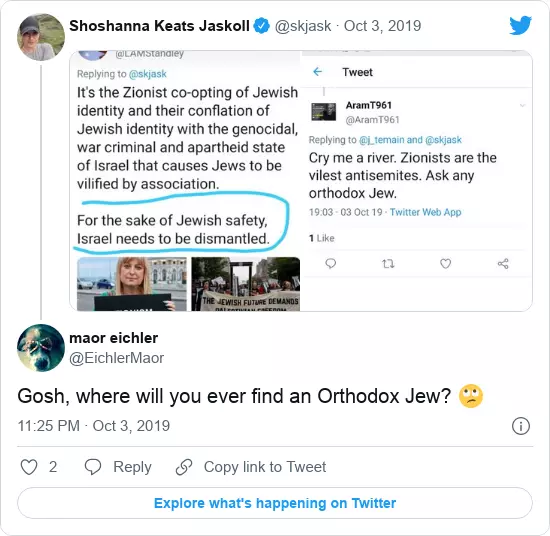 Shoshanna Keats Jaskoll @skjask · Oct 3, 2019
@LAMStandley
Replying to @skjask
It's the Zionist co-opting of Jewish
identity and their conflation of
Jewish identity with the genocidal,
war criminal and apartheid state
of Israel that causes Jews to be
vilified by association.
For the sake of Jewish safety,
Israel needs to be dismantled.
THE JEWISH FUTURE DEMANDS
PALESTINIAN FREEDOM
Tweet
AramT961
@AramT961
Replying to @j_temain and @skjask
Cry me a river. Zionists are the
vilest antisemites. Ask any
orthodox Jew.
19:03 · 03 Oct 19 · Twitter Web App
1 Like
maor eichler
@EichlerMaor
Gosh, where will you ever find an Orthodox Jew? 🙄
11:25 PM · Oct 3, 2019
2 Reply Copy link to Tweet
Explore what's happening on Twitter